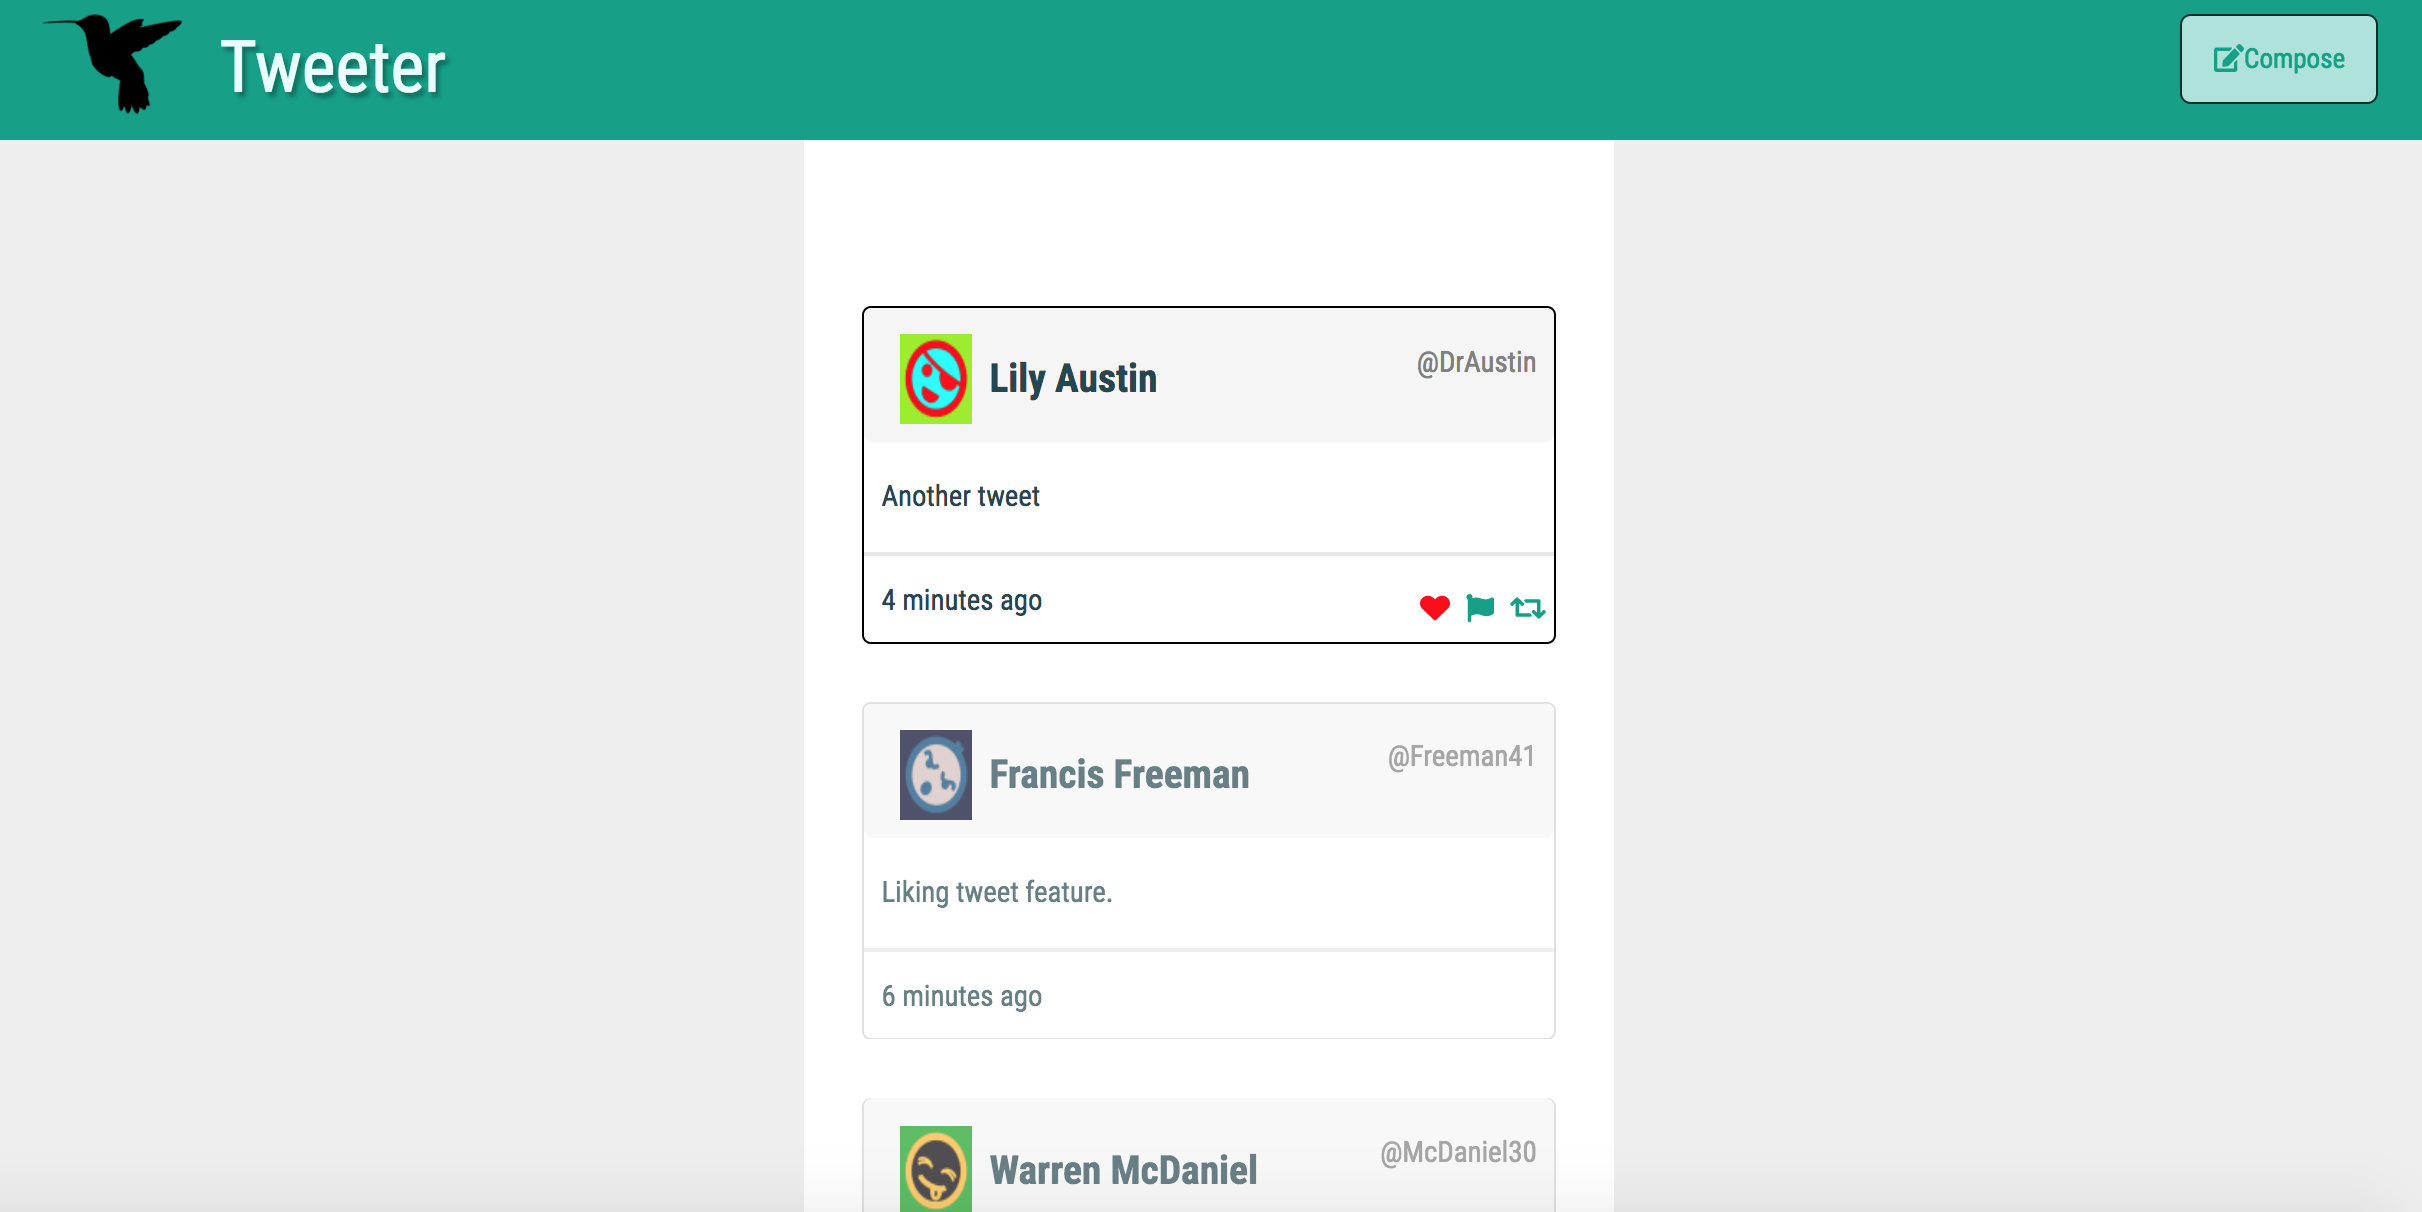 Tweeter
Compose
Lily Austin
@DrAustin
Another tweet
4 minutes ago
Francis Freeman
@Freeman41
Liking tweet feature.
6 minutes ago
Warren McDaniel
@McDaniel30